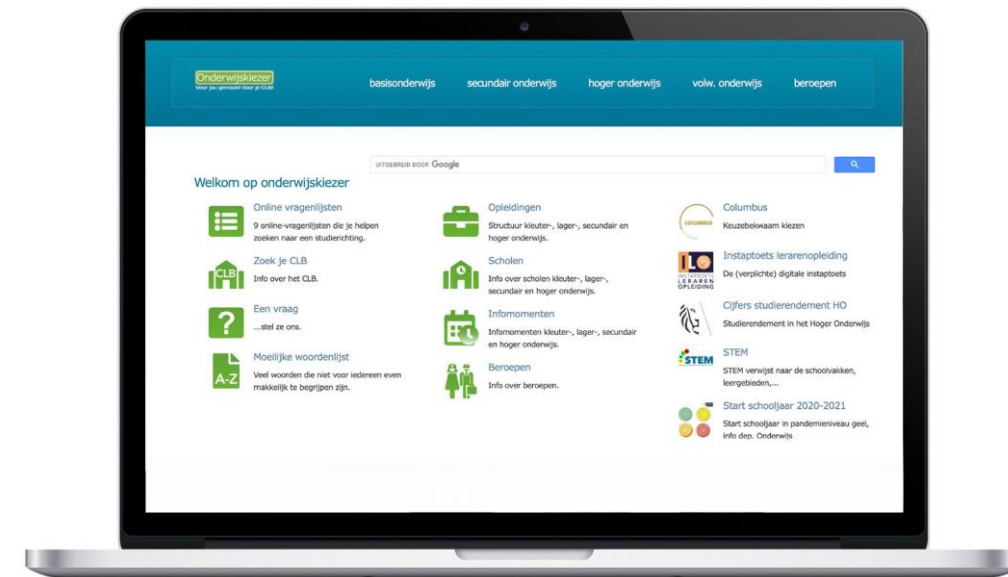 Onderwijskiezer
Voor jou gemaakt door je CLB!
basisonderwijs
secundair onderwijs
hoger onderwijs
volw. onderwijs
beroepen
UITGEBREID DOOR Google
Welkom op onderwijskiezer
Online vragenlijsten
9 online-vragenlijsten die je helpen
zoeken naar een studierichting.
CLB
Zoek je CLB
Info over het CLB.
?
Een vraag
...stel ze ons.
A-Z
Moeilijke woordenlijst
Veel woorden die niet voor iedereen even
makkelijk te begrijpen zijn.
Opleidingen
Structuur kleuter-, lager-, secundair en
hoger onderwijs.
Scholen
Info over scholen kleuter-, lager-,
secundair en hoger onderwijs.
Infomomenten
Infomomenten kleuter-, lager-, secundair
en hoger onderwijs.
Beroepen
Info over beroepen.
COLUMBUS
Columbus
Keuzebekwaam kiezen
ILO
INSTAPTOETS
LERAREN
OPLEIDING
Instaptoets lerarenopleiding
De (verplichte) digitale instaptoets
Cijfers studierendement HO
Studierendement in het Hoger Onderwijs
STEM
STEM
STEM verwijst naar de schoolvakken,
leergebieden,...
Start schooljaar 2020-2021
Start schooljaar in pandemieniveau geel,
info dep. Onderwijs